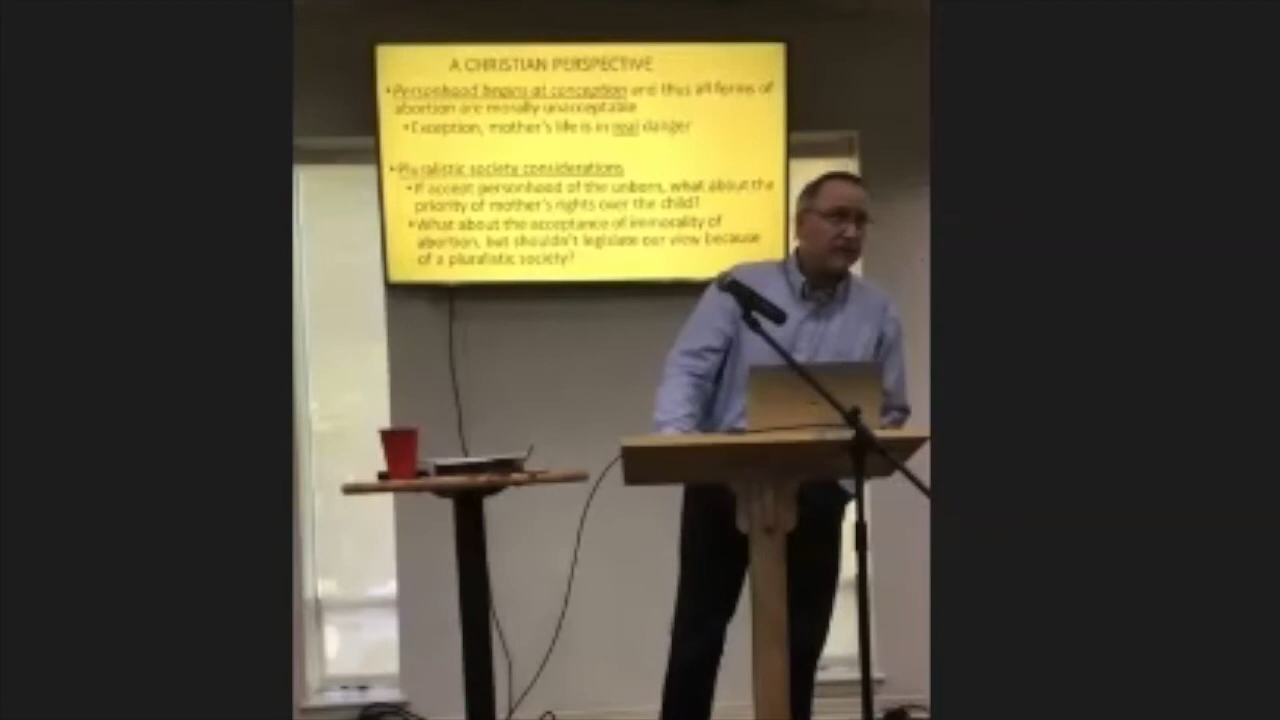 A CHRISTIAN PERSPECTIVE
•Personhood begins at conception and thus all forms of
abortion are morally unacceptable
•Exception, mother's life is in real danger
•Pluralistic society considerations
•If accept personhood of the unborn, what about the
priority of mother's rights over the child?
•What about the acceptance of immorality of
abortion, but shouldn't legislate our view because
of a pluralistic society?